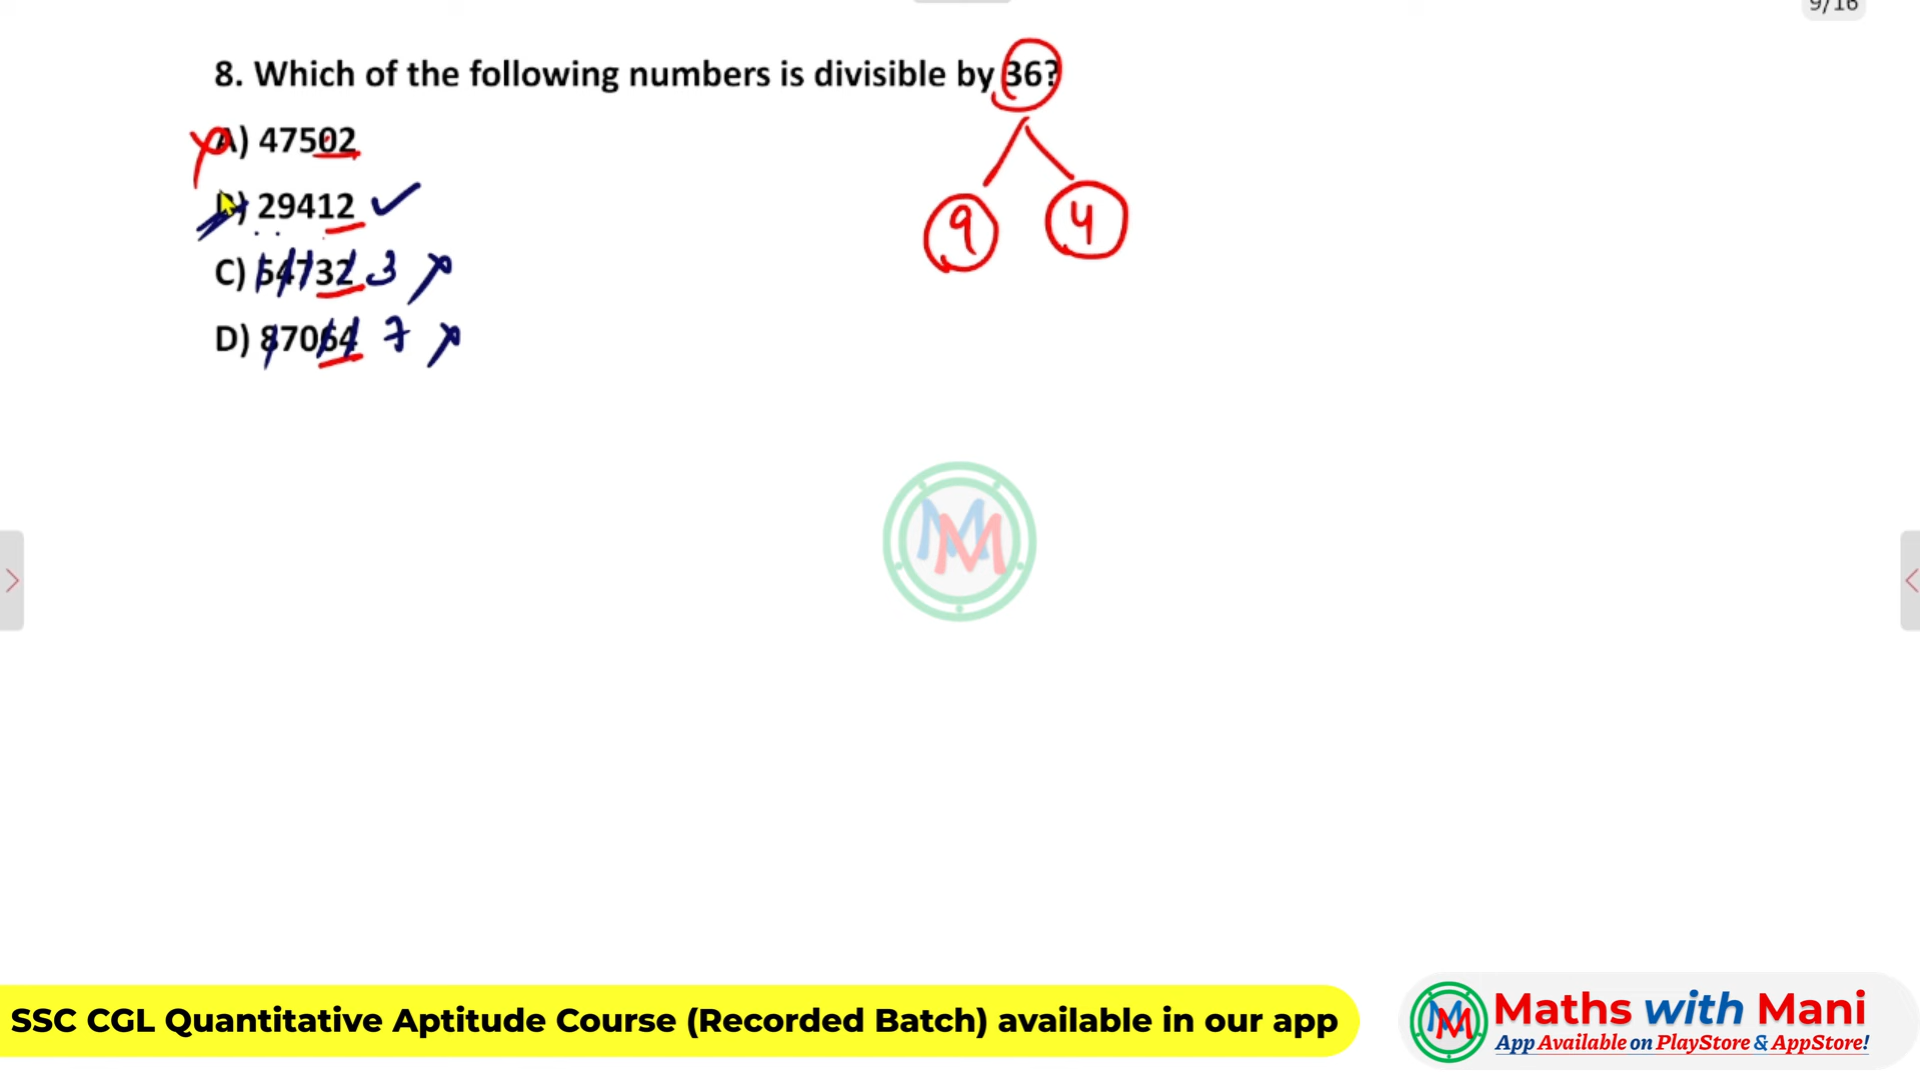 9/16
8. Which of the following numbers is divisible by 36?
A) 47502
B) 29412
C) 54732 3
D) 87064 7
9 4
MM
SSC CGL Quantitative Aptitude Course (Recorded Batch) available in our app
MM Maths with Mani
App Available on PlayStore & AppStore!